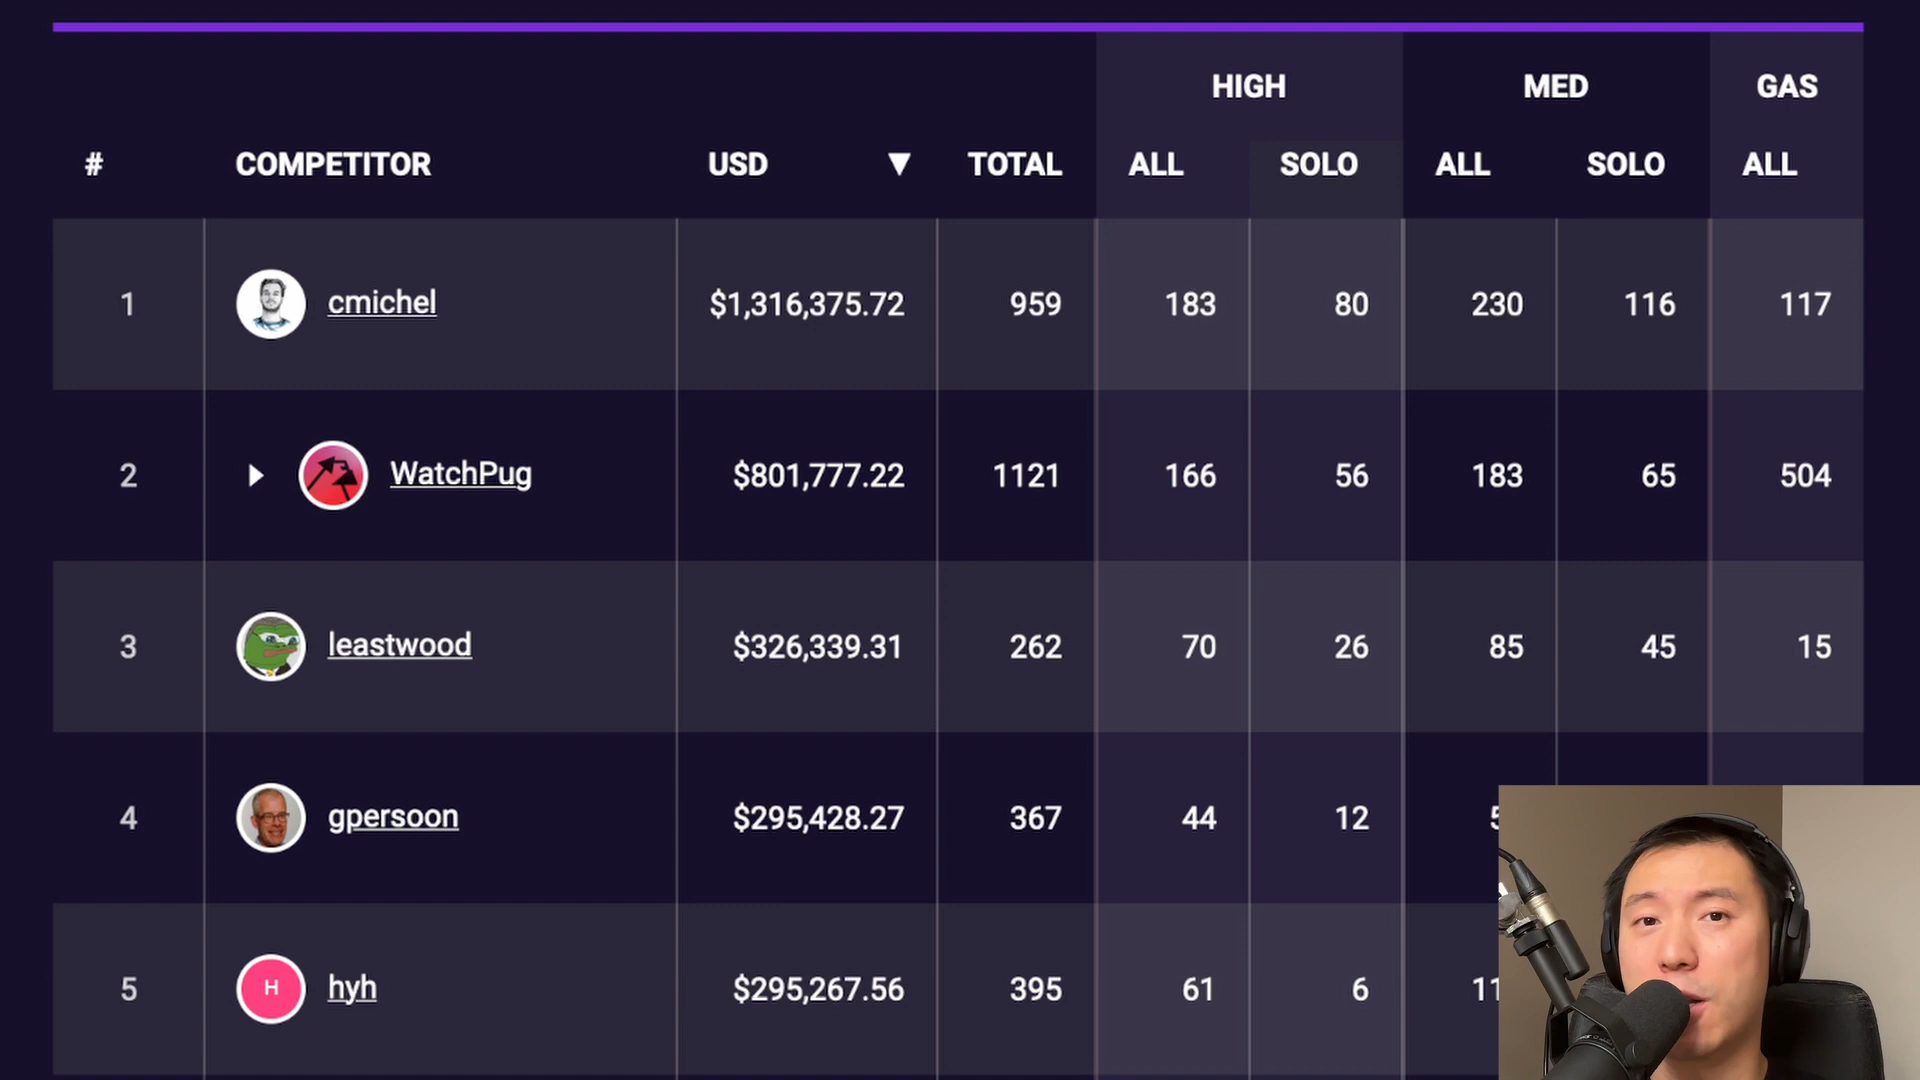 HIGH MED GAS
# COMPETITOR USD ▼ TOTAL ALL SOLO ALL SOLO ALL
1 cmichel $1,316,375.72 959 183 80 230 116 117
2 WatchPug $801,777.22 1121 166 56 183 65 504
3 leastwood $326,339.31 262 70 26 85 45 15
4 gpersoon $295,428.27 367 44 12
5 H hyh $295,267.56 395 61 6